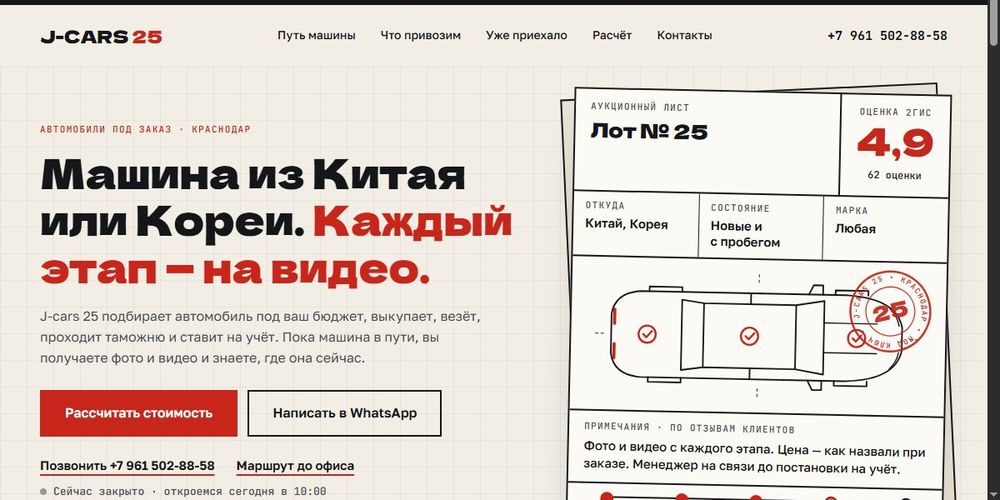 J-CARS 25
Путь машины
Что привозим
Уже приехало
Расчёт
Контакты
+7 961 502-88-58
АВТОМОБИЛИ ПОД ЗАКАЗ · КРАСНОДАР
Машина из Китая
или Кореи. Каждый
этап — на видео.
J-cars 25 подбирает автомобиль под ваш бюджет, выкупает, везёт,
проходит таможню и ставит на учёт. Пока машина в пути, вы
получаете фото и видео и знаете, где она сейчас.
Рассчитать стоимость
Написать в WhatsApp
Позвонить +7 961 502-88-58
Маршрут до офиса
Сейчас закрыто · откроемся сегодня в 10:00
АУКЦИОННЫЙ ЛИСТ
Лот № 25
ОЦЕНКА 2ГИС
4,9
62 оценки
ОТКУДА
Китай, Корея
СОСТОЯНИЕ
Новые и
с пробегом
МАРКА
Любая
J-CARS 25 · КРАСНОДАР · ПОД КЛЮЧ ·
25
ПРИМЕЧАНИЯ · ПО ОТЗЫВАМ КЛИЕНТОВ
Фото и видео с каждого этапа. Цена — как назвали при
заказе. Менеджер на связи до постановки на учёт.